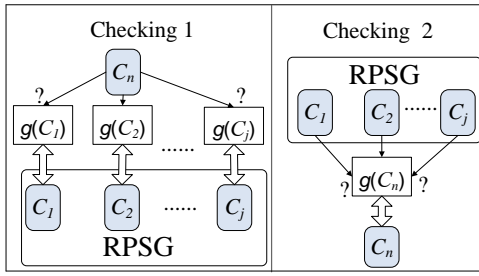 Checking 1
C_n
? ?
g(C_1) g(C_2) g(C_j)
......
C_1 C_2 ...... C_j
RPSG
Checking 2
RPSG
C_1 C_2 ...... C_j
? g(C_n) ?
C_n